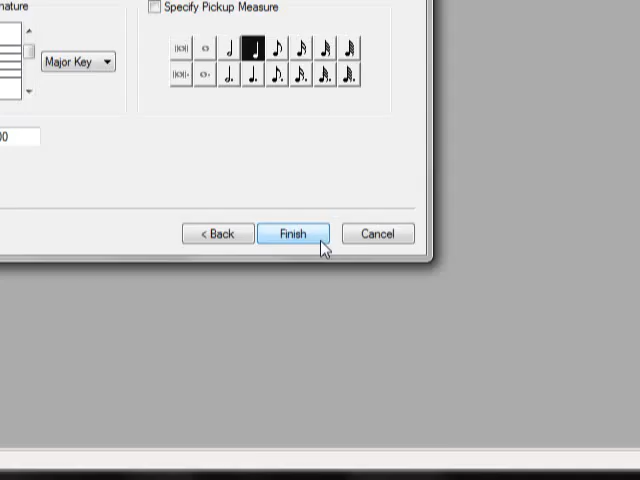 nature
Specify Pickup Measure
Major Key
00
< Back
Finish
Cancel